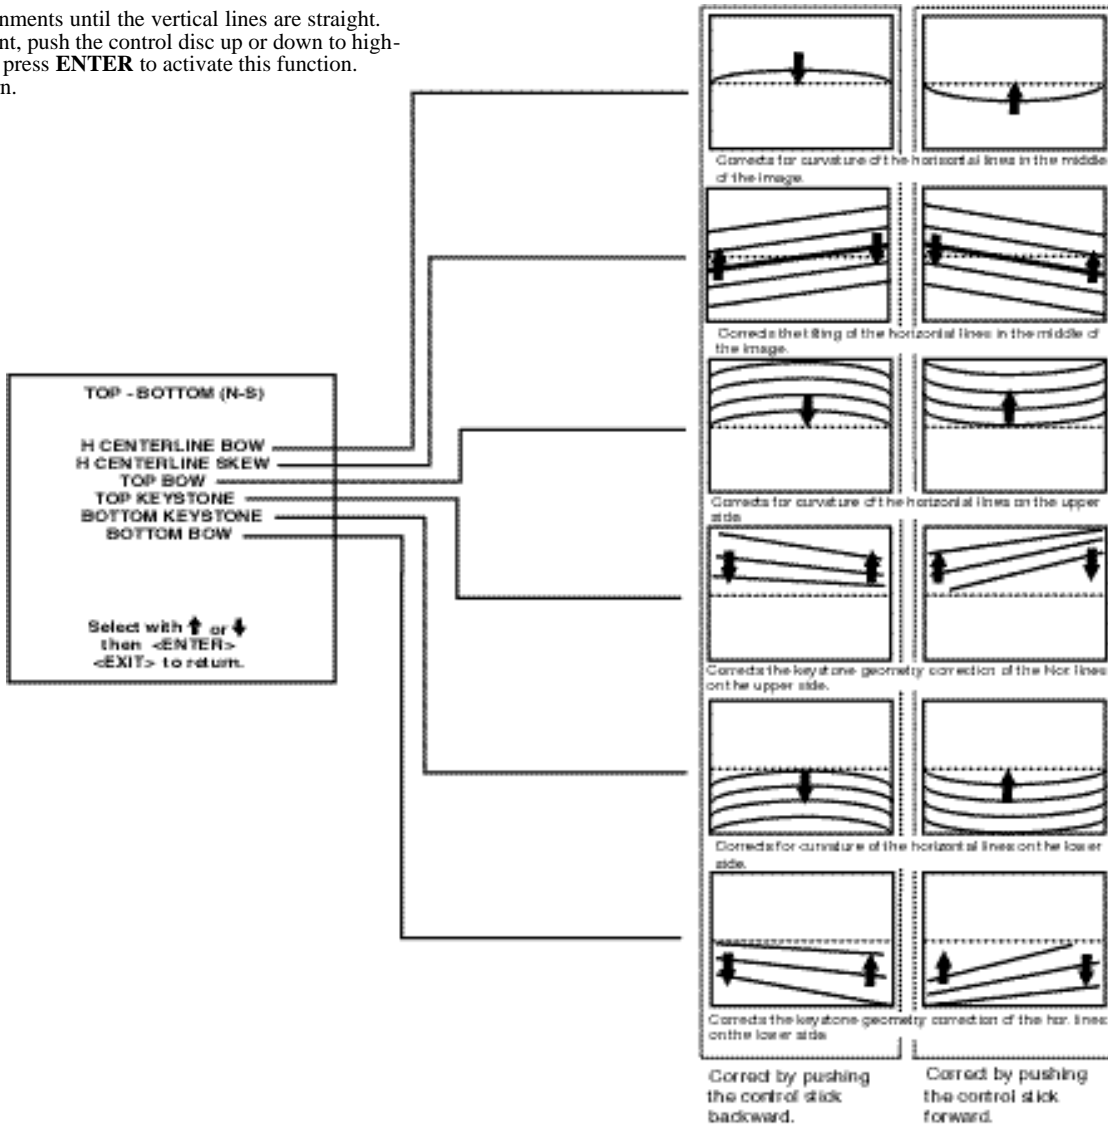 nments until the vertical lines are straight.
nt, push the control disc up or down to high-
press ENTER to activate this function.
n.
TOP - BOTTOM (N-S)
H CENTERLINE BOW
H CENTERLINE SKEW
TOP BOW
TOP KEYSTONE
BOTTOM KEYSTONE
BOTTOM BOW
Select with or
then <ENTER>
<EXIT> to return.
Corrects for curvature of the horizontal lines in the middle
of the image.
Corrects the tilting of the horizontal lines in the middle of
the image.
Corrects for curvature of the horizontal lines on the upper
side
Corrects the keystone geometry correction of the hor. lines
on the upper side.
Corrects for curvature of the horizontal lines on the lower
side.
Corrects the keystone geometry correction of the hor. lines
on the lower side
Correct by pushing
the control stick
backward.
Correct by pushing
the control stick
forward.